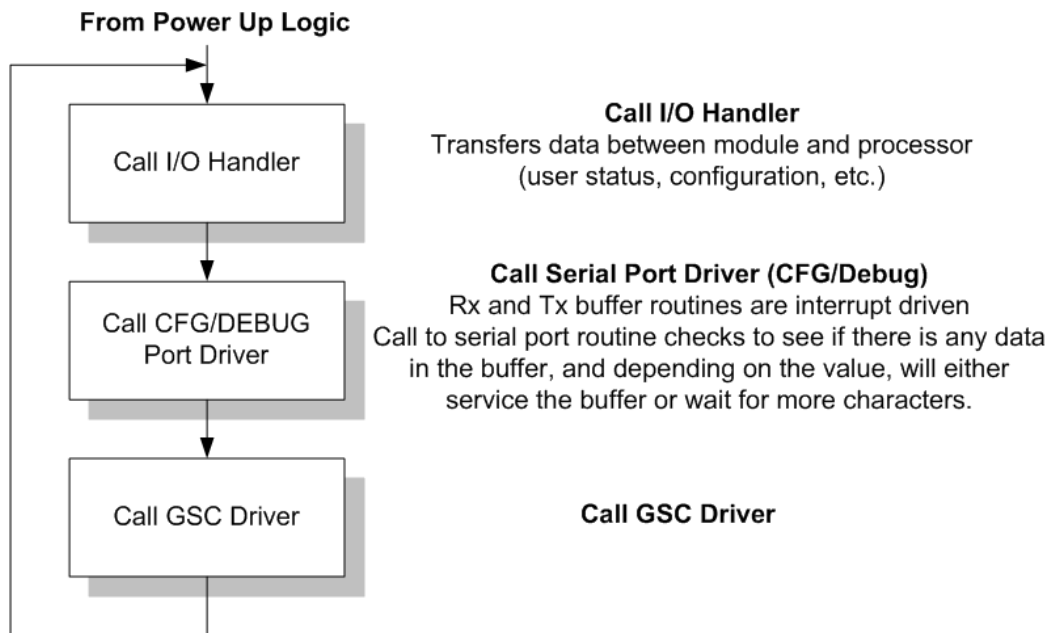 From Power Up Logic
Call I/O Handler
Call I/O Handler
Transfers data between module and processor
(user status, configuration, etc.)
Call CFG/DEBUG
Port Driver
Call Serial Port Driver (CFG/Debug)
Rx and Tx buffer routines are interrupt driven
Call to serial port routine checks to see if there is any data
in the buffer, and depending on the value, will either
service the buffer or wait for more characters.
Call GSC Driver
Call GSC Driver